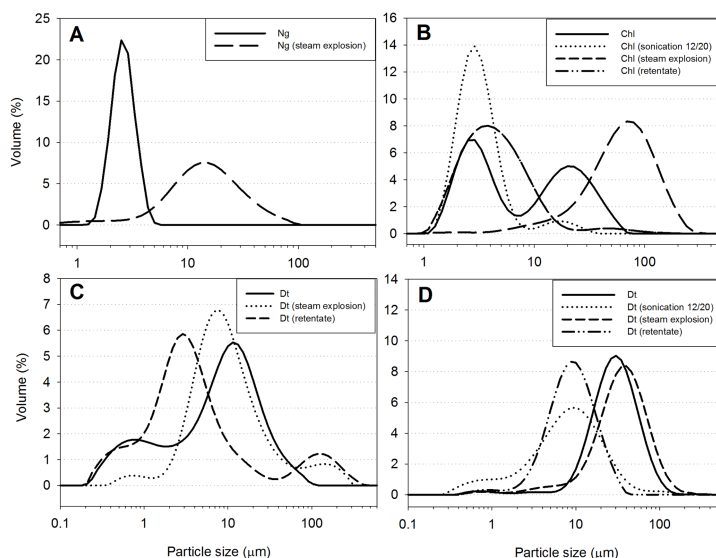 A
Ng
Ng (steam explosion)
25
20
15
10
5
0
Volume (%)
1
10
100
B
Chl
Chl (sonication 12/20)
Chl (steam explosion)
Chl (retentate)
16
14
12
10
8
6
4
2
0
1
10
100
C
Dt
Dt (steam explosion)
Dt (retentate)
8
7
6
5
4
3
2
1
0
Volume (%)
0.1
1
10
100
Particle size (μm)
D
Dt
Dt (sonication 12/20)
Dt (steam explosion)
Dt (retentate)
14
12
10
8
6
4
2
0
0.1
1
10
100
Particle size (μm)